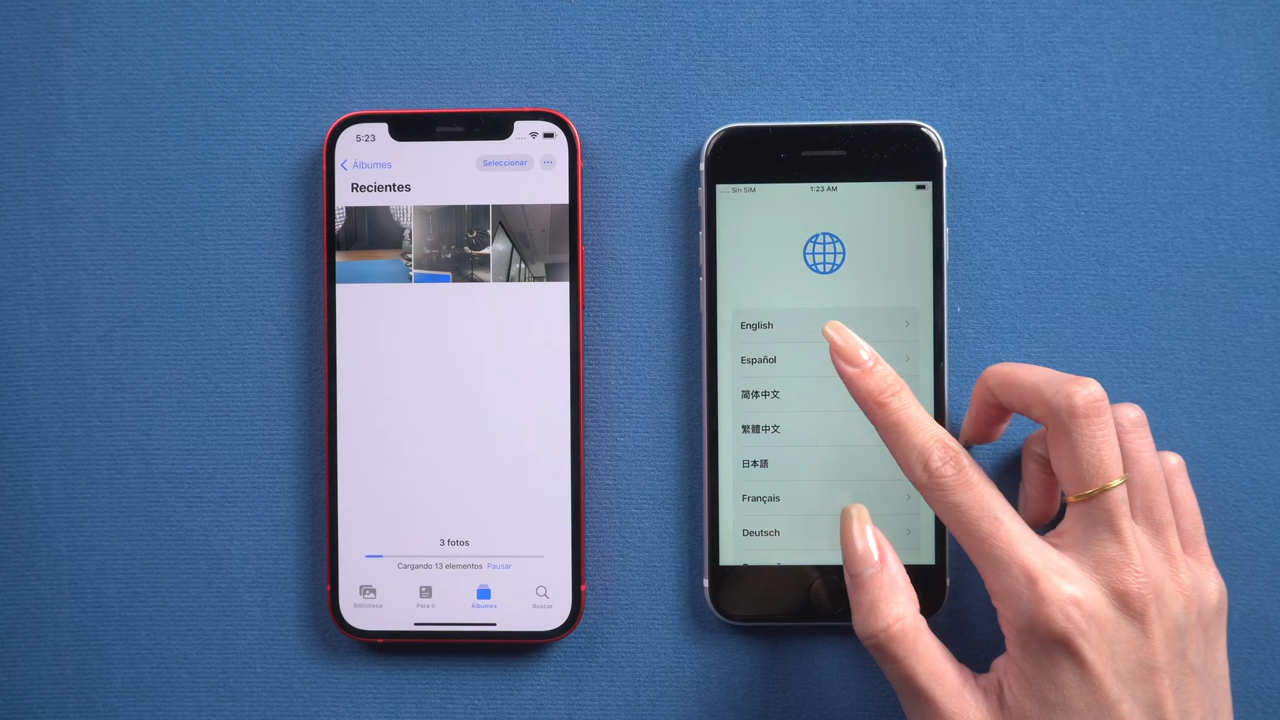 5:23
Álbumes
Seleccionar
Recientes
3 fotos
Cargando 13 elementos Pausar
Biblioteca
Para ti
Álbumes
Buscar
Sin SIM
1:23 AM
English
Español
简体中文
繁體中文
日本語
Français
Deutsch